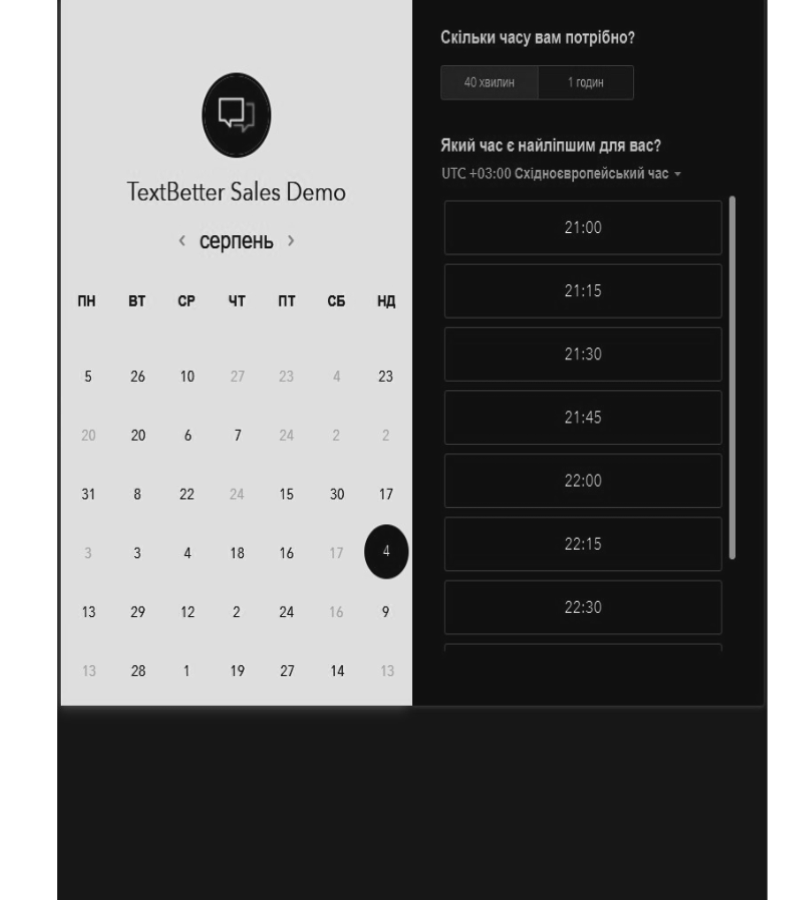 TextBetter Sales Demo
< серпень >
ПН ВТ СР ЧТ ПТ СБ НД
5 26 10 27 23 4 23
20 20 6 7 24 2 2
31 8 22 24 15 30 17
3 3 4 18 16 17 4
13 29 12 2 24 16 9
13 28 1 19 27 14 13
Скільки часу вам потрібно?
40 хвилин 1 годин
Який час є найліпшим для вас?
UTC +03:00 Східноєвропейський час
21:00
21:15
21:30
21:45
22:00
22:15
22:30